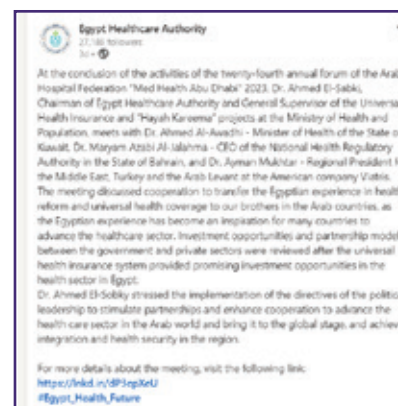 Egypt Healthcare Authority
27,146 followers
3d •
At the conclusion of the activities of the twenty-fourth annual forum of the Arab
Hospital Federation "Med Health Abu Dhabi" 2023, Dr. Ahmed El-Sobki,
Chairman of Egypt Healthcare Authority and General Supervisor of the Universa
Health Insurance and "Hayah Kareema" projects at the Ministry of Health and
Population, meets with Dr. Ahmed Al-Awadhi - Minister of Health of the State o
Kuwait, Dr. Maryam Al-Jalahma - CEO of the National Health Regulatory
Authority in the State of Bahrain, and Dr. Ayman Mukhtar - Regional President
the Middle East, Turkey and the Arab Levant at the American company Viatris.
The meeting discussed cooperation to transfer the Egyptian experience in healt
reform and universal health coverage to our brothers in the Arab countries, as
the Egyptian experience has become an inspiration for many countries to
advance the healthcare sector. Investment opportunities and partnership model
between the government and private sectors were reviewed after the universal
health insurance system provided promising investment opportunities in the
health sector in Egypt.
Dr. Ahmed El-Sobky stressed the implementation of the directives of the politic
leadership to stimulate partnerships and enhance cooperation to advance the
health care sector in the Arab world and bring it to the global stage, and achiev
integration and health security in the region.
For more details about the meeting, visit the following link:
https://lnkd.in/dP3qpXeU
#Egypt_Health_Future